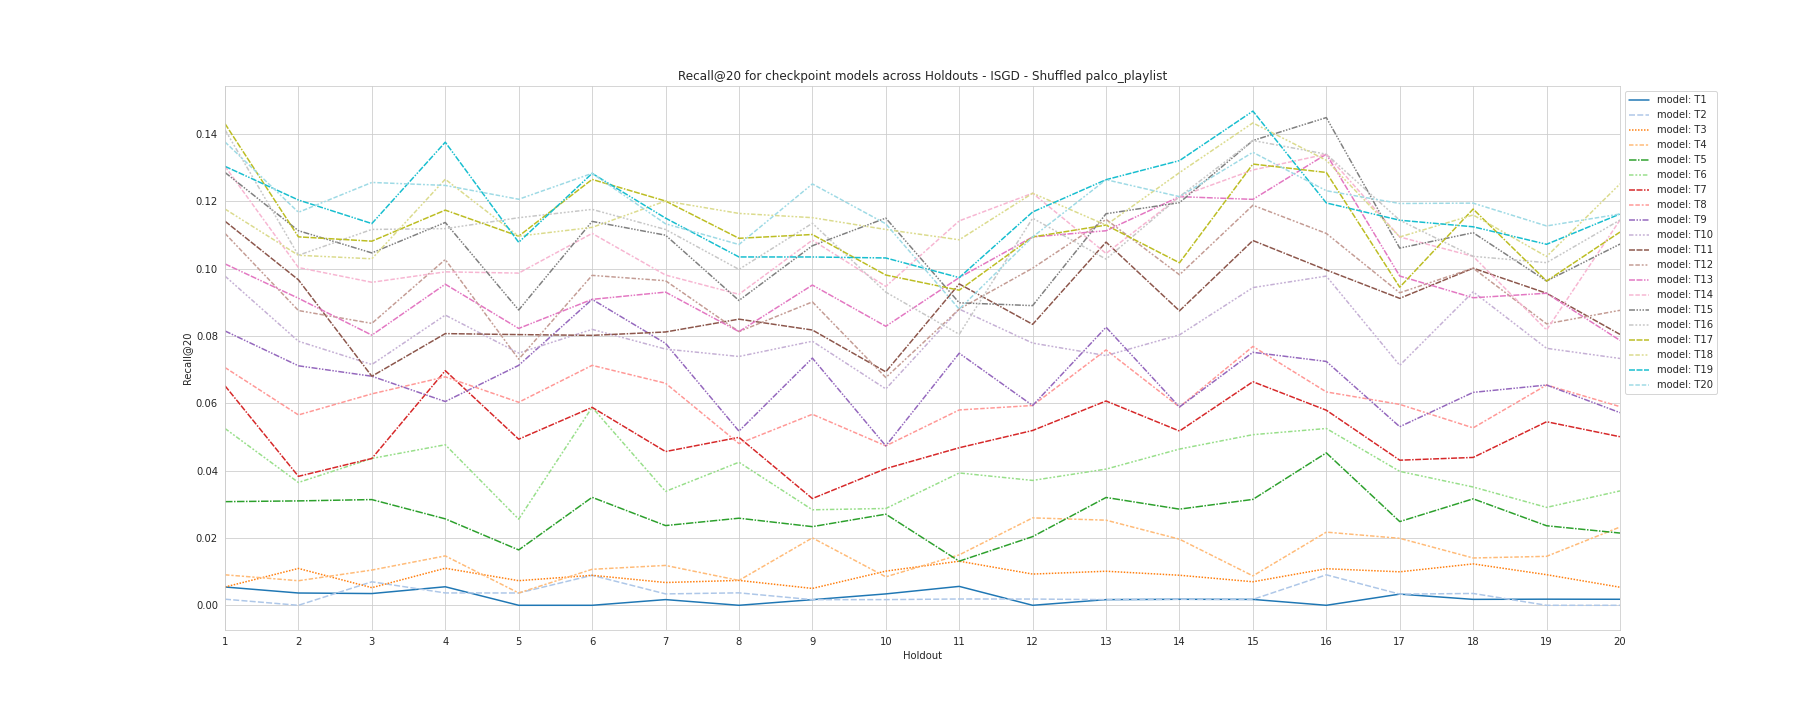 Recall@20 for checkpoint models across Holdouts - ISGD - Shuffled palco_playlist
Recall@20
0.14
0.12
0.10
0.08
0.06
0.04
0.02
0.00
1 2 3 4 5 6 7 8 9 10 11 12 13 14 15 16 17 18 19 20
Holdout
model: T1
model: T2
model: T3
model: T4
model: T5
model: T6
model: T7
model: T8
model: T9
model: T10
model: T11
model: T12
model: T13
model: T14
model: T15
model: T16
model: T17
model: T18
model: T19
model: T20